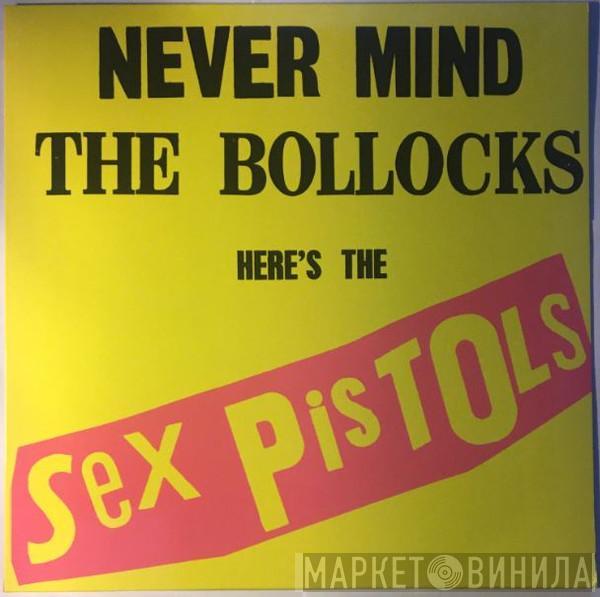 NEVER MIND
THE BOLLOCKS
HERE'S THE
Sex PisTOLS
МАРКЕТ ВИНИЛА